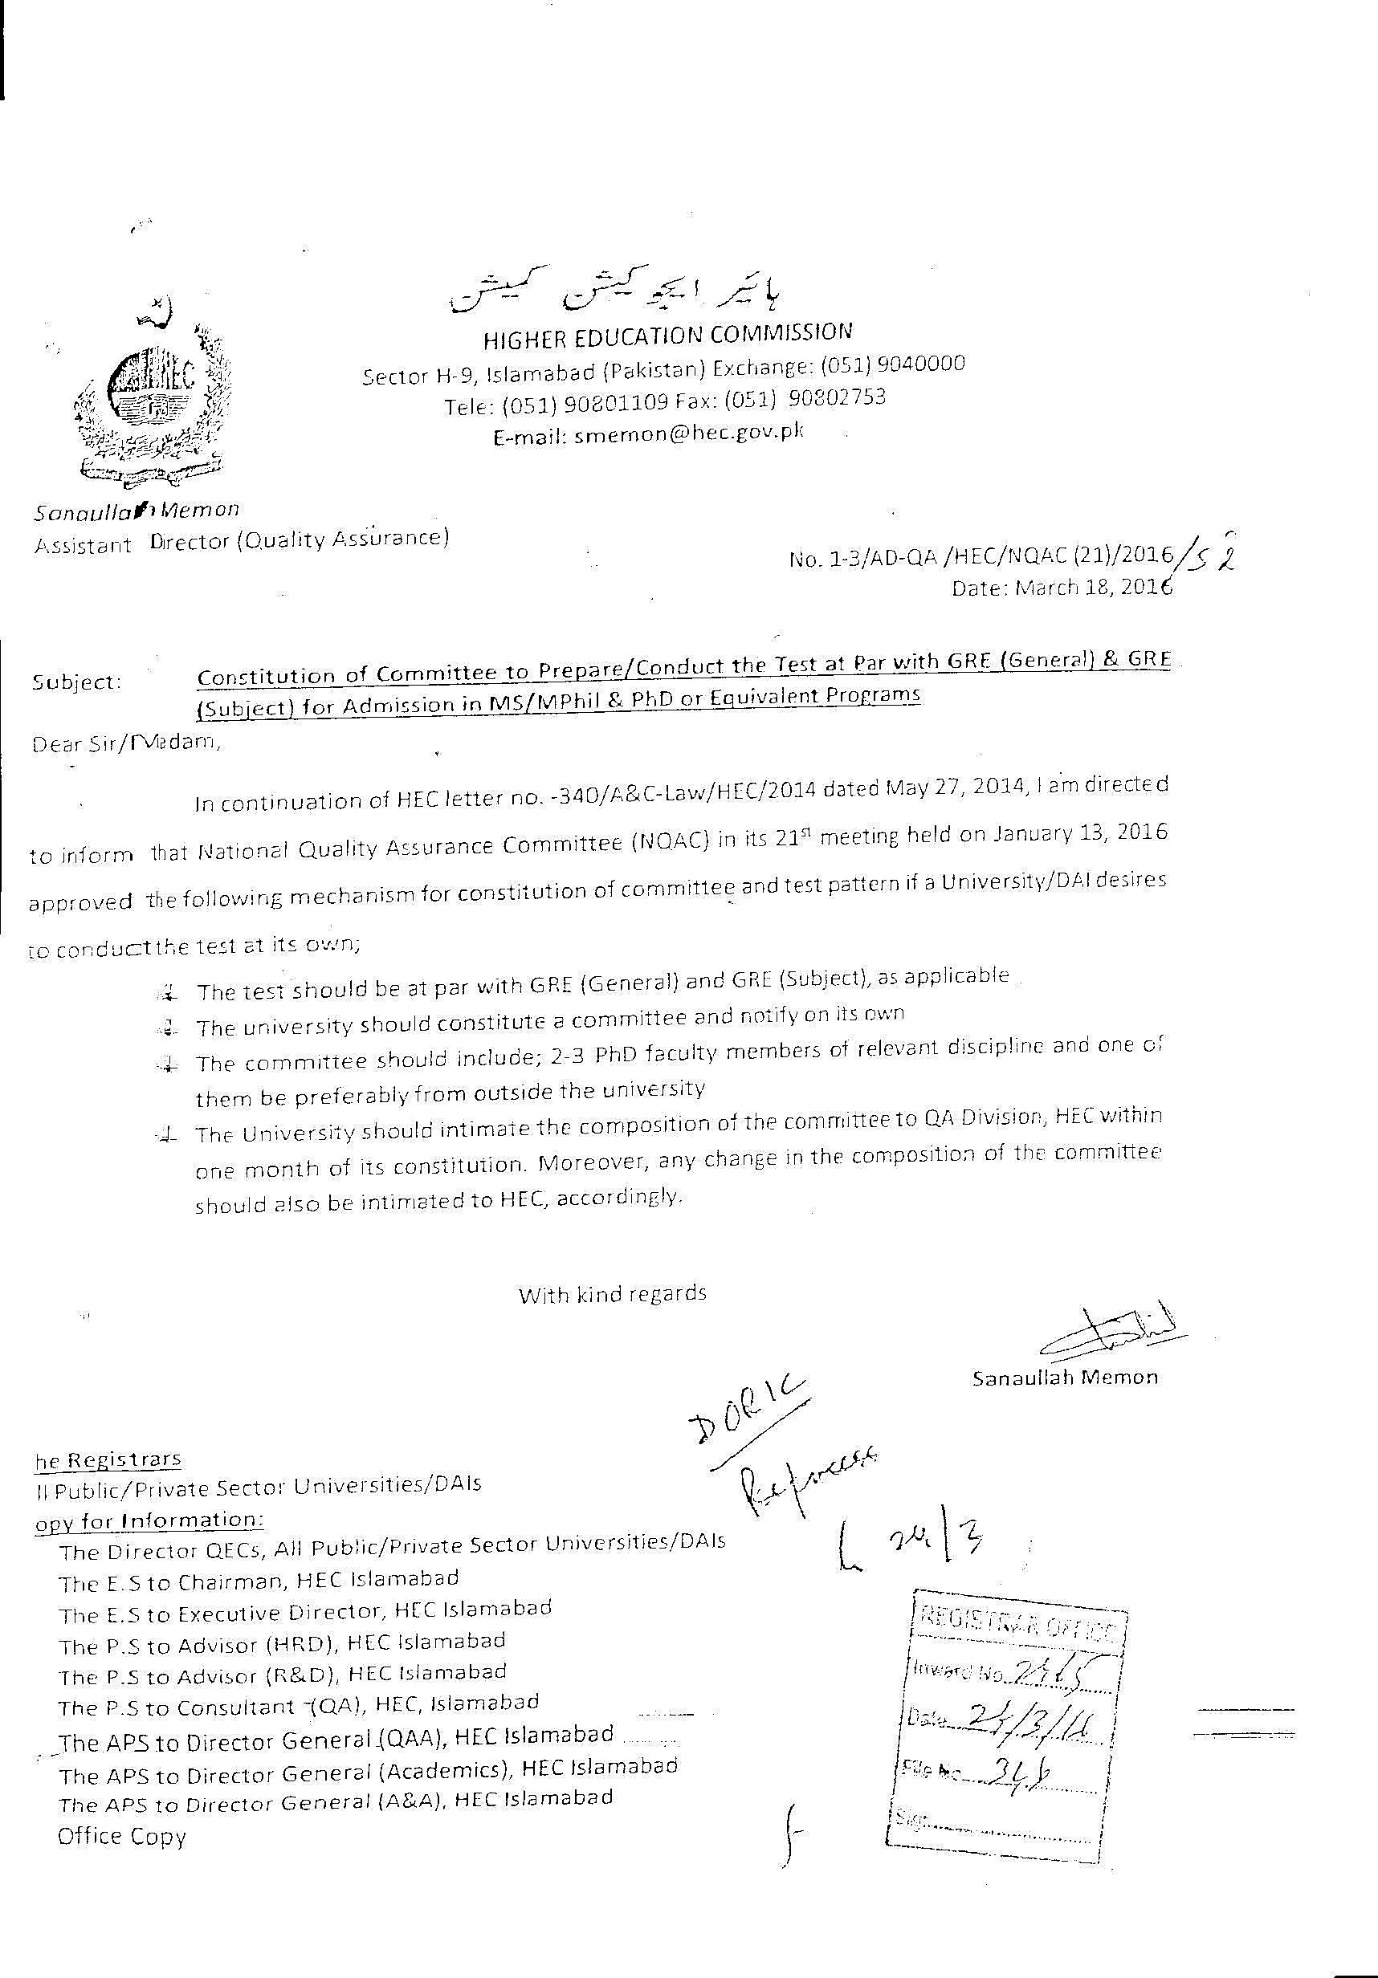 ہائیر ایجوکیشن کمیشن
HIGHER EDUCATION COMMISSION
Sector H-9, Islamabad (Pakistan) Exchange: (051) 9040000
Tele: (051) 90801109 Fax: (051) 90802753
E-mail: smemon@hec.gov.pk
HEC
Sanaullah Memon
Assistant Director (Quality Assurance)
No. 1-3/AD-QA /HEC/NQAC (21)/2016/52
Date: March 18, 2016
Subject: Constitution of Committee to Prepare/Conduct the Test at Par with GRE (General) & GRE
(Subject) for Admission in MS/MPhil & PhD or Equivalent Programs
Dear Sir/Madam,
In continuation of HEC letter no. -340/A&C-Law/HEC/2014 dated May 27, 2014, I am directed
to inform that National Quality Assurance Committee (NQAC) in its 21st meeting held on January 13, 2016
approved the following mechanism for constitution of committee and test pattern if a University/DAI desires
to conduct the test at its own;
The test should be at par with GRE (General) and GRE (Subject), as applicable
The university should constitute a committee and notify on its own
The committee should include; 2-3 PhD faculty members of relevant discipline and one of
them be preferably from outside the university
The University should intimate the composition of the committee to QA Division, HEC within
one month of its constitution. Moreover, any change in the composition of the committee
should also be intimated to HEC, accordingly.
With kind regards
Sanaullah Memon
DORIC
he Registrars
ll Public/Private Sector Universities/DAIs
opy for Information:
The Director QECs, All Public/Private Sector Universities/DAIs
24/3
The E.S to Chairman, HEC Islamabad
The E.S to Executive Director, HEC Islamabad
The P.S to Advisor (HRD), HEC Islamabad
The P.S to Advisor (R&D), HEC Islamabad
The P.S to Consultant -(QA), HEC, Islamabad
The APS to Director General (QAA), HEC Islamabad
The APS to Director General (Academics), HEC Islamabad
The APS to Director General (A&A), HEC Islamabad
Office Copy
REGISTRAR OFFICE
Inward No.
Date 24/3/16
File No.
Sig.